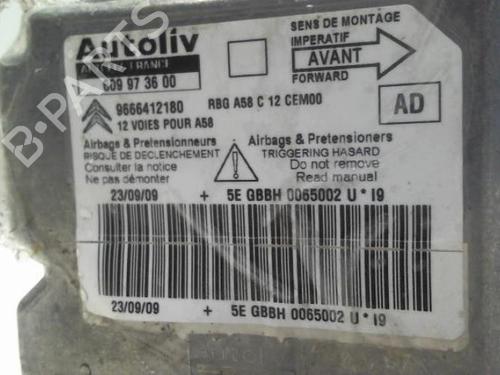 Autoliv
FRANCE
609 97 36 00
9666412180
12 VOIES POUR A58
RBG A58 C 12 CEM00
SENS DE MONTAGE
IMPERATIF
AVANT
FORWARD
AD
Airbags & Pretensionneurs
RISQUE DE DECLENCHEMENT
Consulter la notice
Ne pas démonter
Airbags & Pretensioners
TRIGGERING HASARD
Do not remove
Read manual
23/09/09 + 5E GBBH 0065002 U * I9
23/09/09 + 5E GBBH 0065002 U * I9
B-Parts